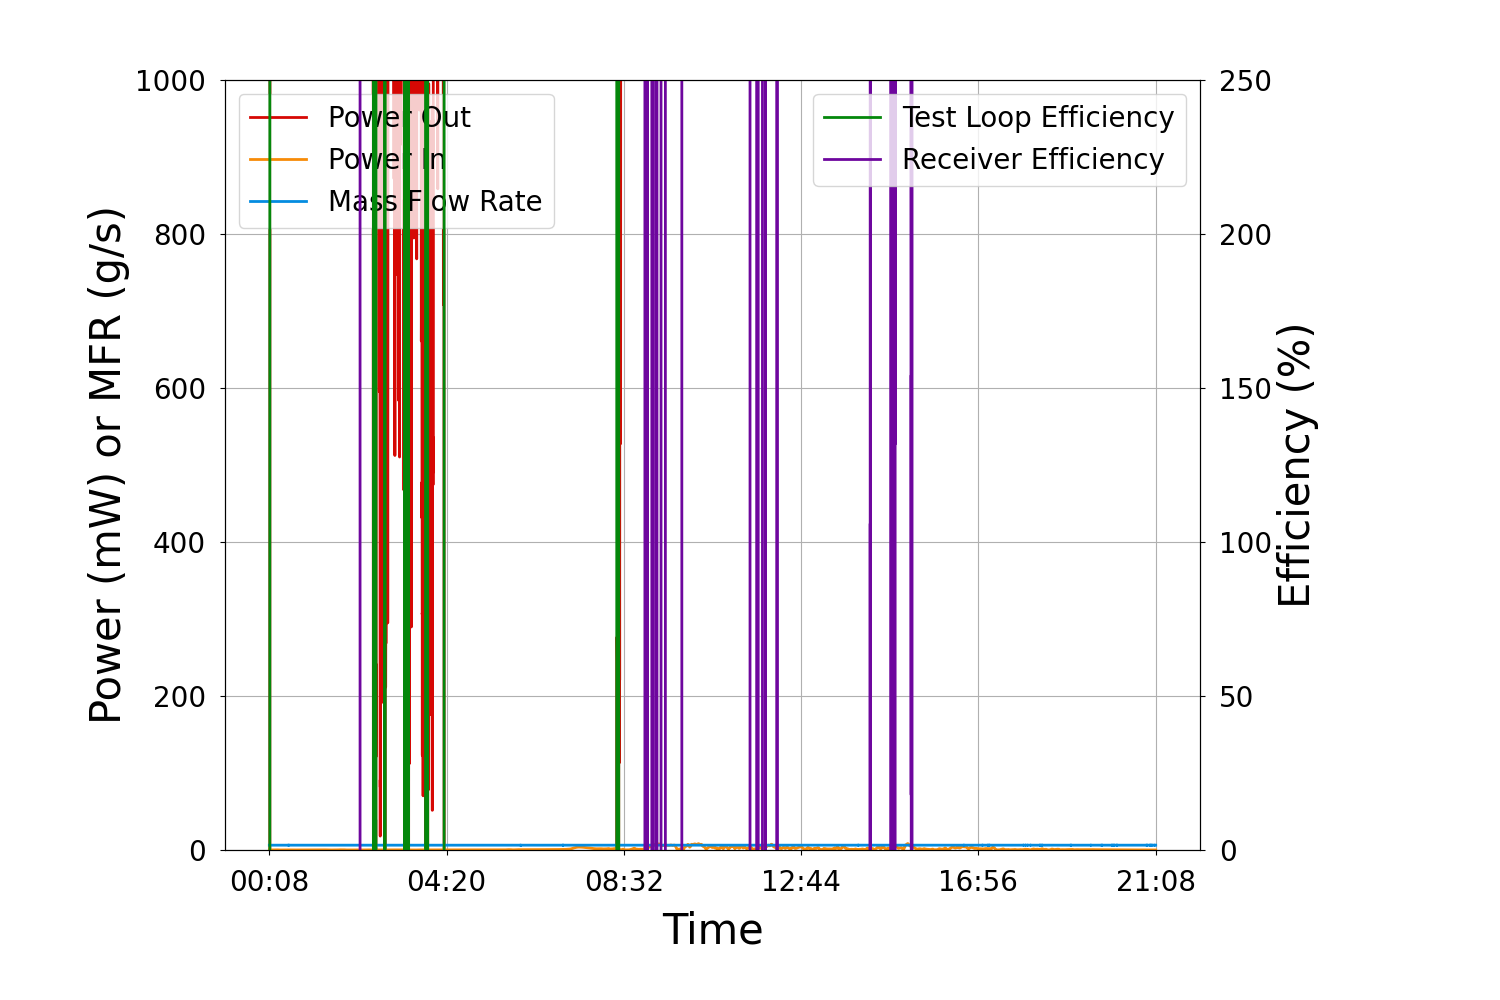 1000
800
600
400
200
0
Power (mW) or MFR (g/s)
Power Out
Power In
Mass Flow Rate
Test Loop Efficiency
Receiver Efficiency
250
200
150
100
50
0
Efficiency (%)
00:08 04:20 08:32 12:44 16:56 21:08
Time